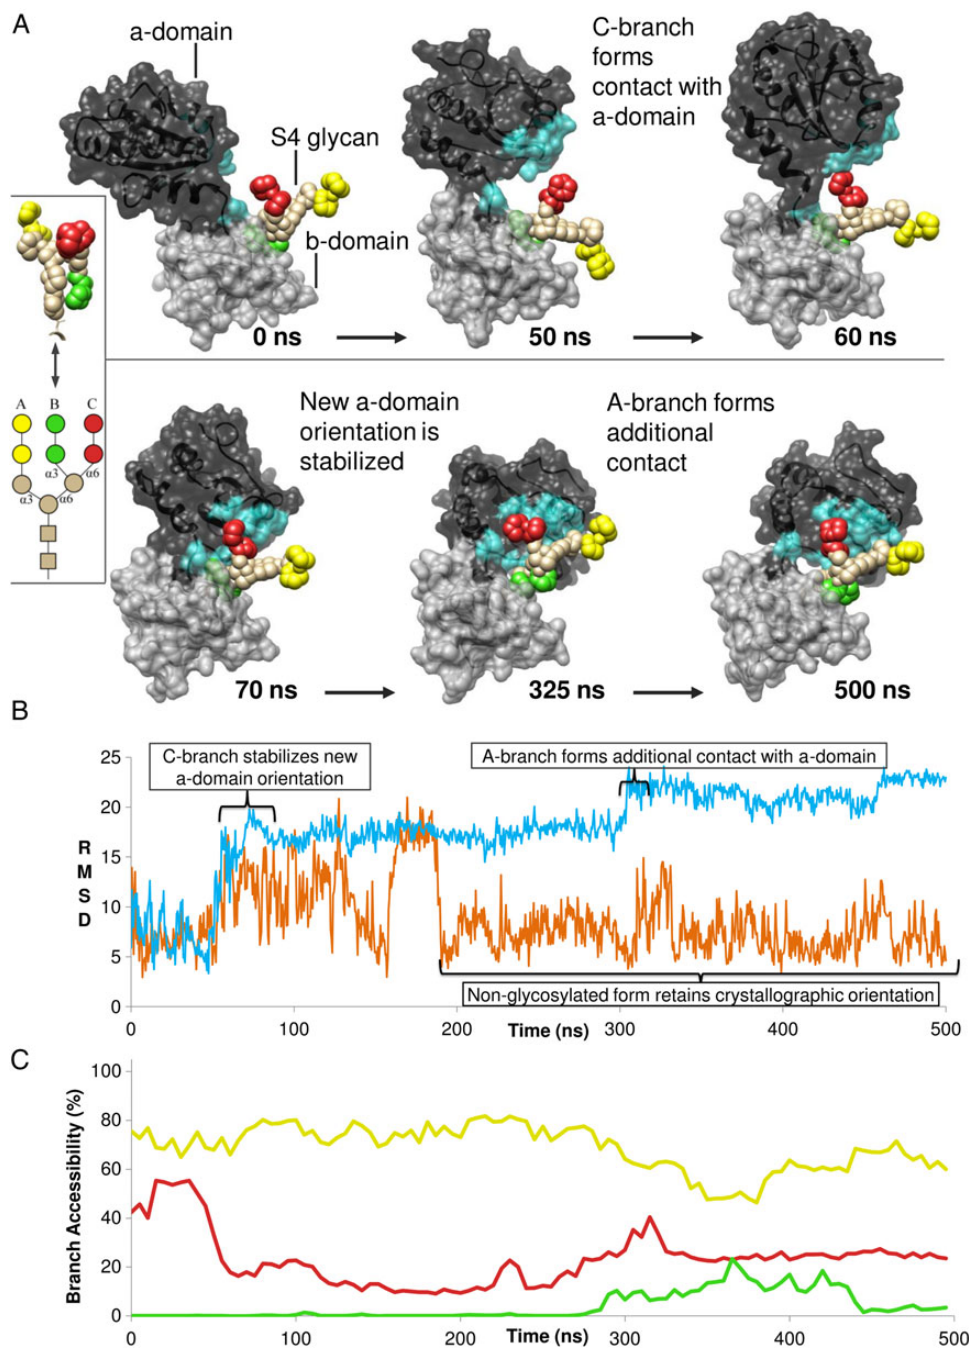 A
a-domain
S4 glycan
b-domain
C-branch
forms
contact with
a-domain
0 ns
50 ns
60 ns
A B C
α3 α6
α3 α6
New a-domain
orientation is
stabilized
A-branch forms
additional
contact
70 ns
325 ns
500 ns
B
C-branch stabilizes new
a-domain orientation
A-branch forms additional contact with a-domain
RMSD
25
20
15
10
5
0
Non-glycosylated form retains crystallographic orientation
0 100 200 300 400 500
Time (ns)
C
Branch Accessibility (%)
100
80
60
40
20
0
0 100 200 300 400 500
Time (ns)